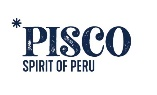 *PISCO
SPIRIT OF PERU